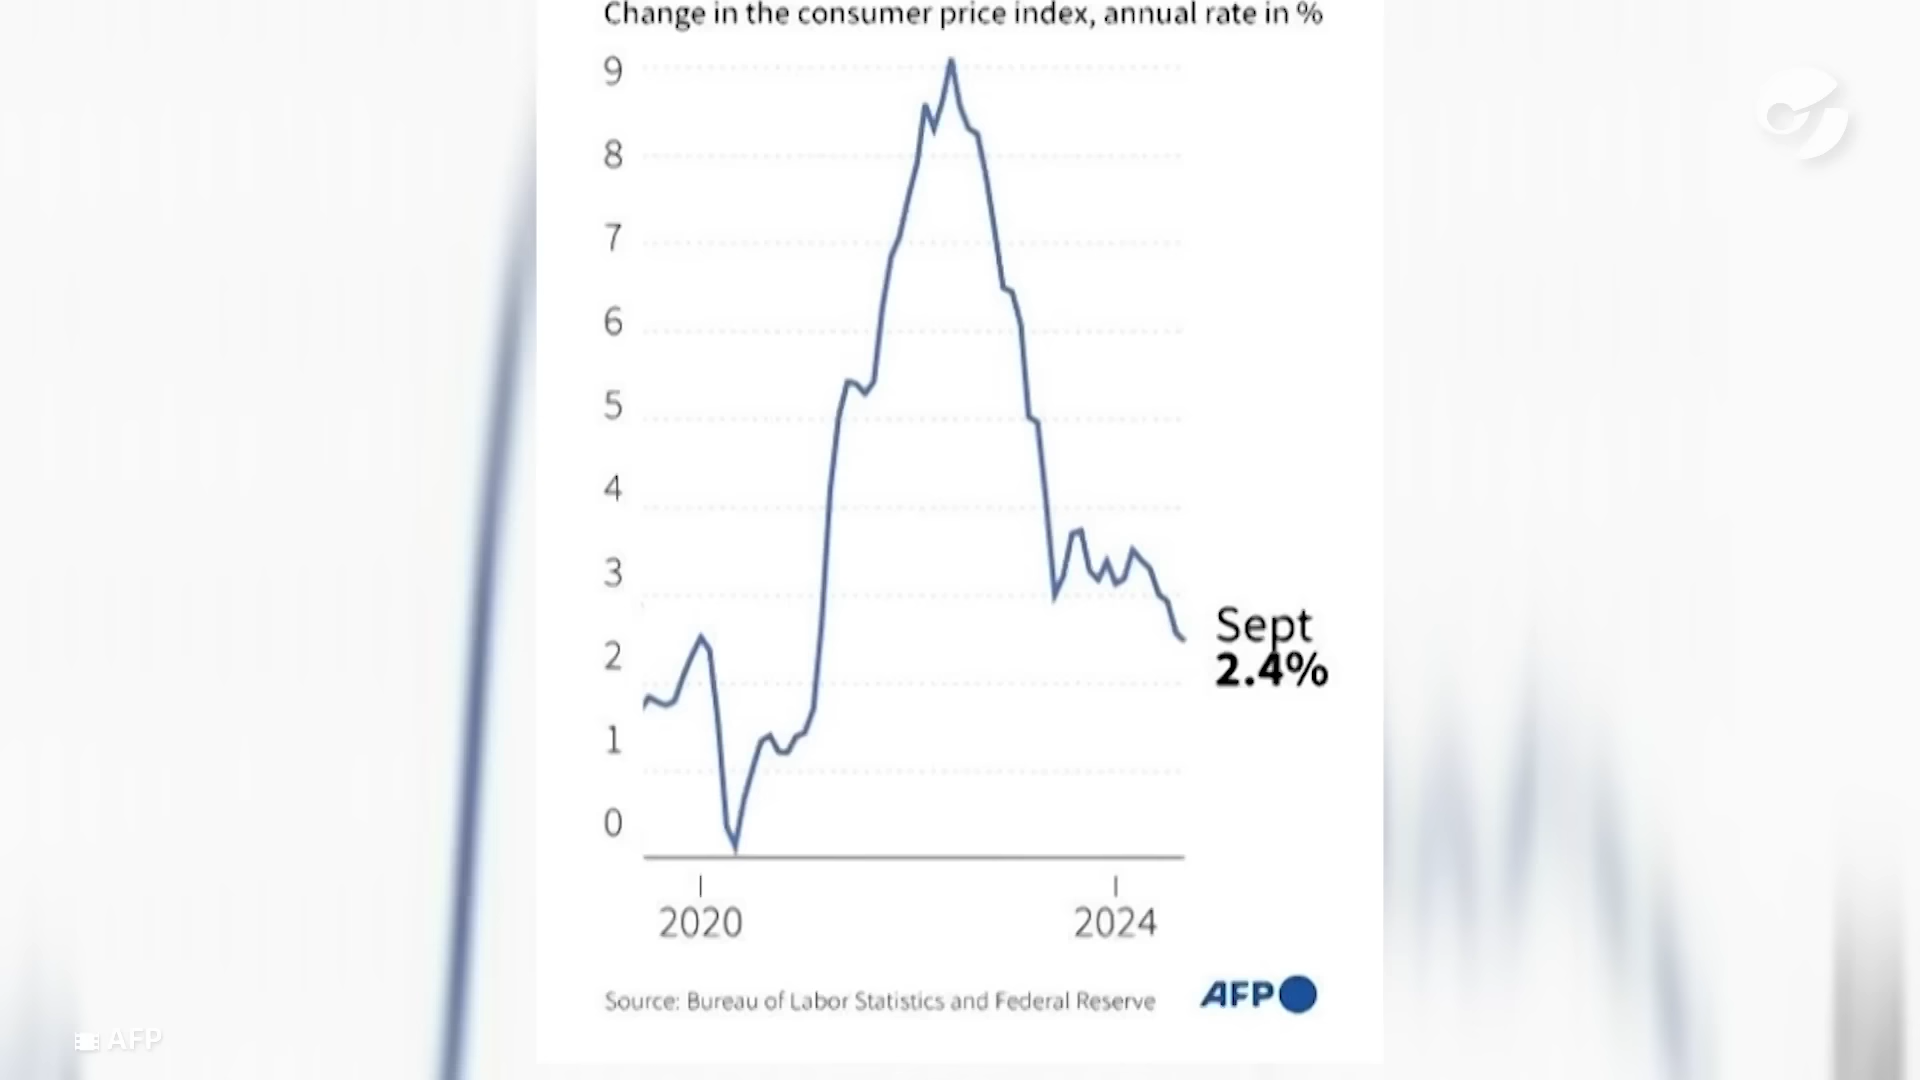 Change in the consumer price index, annual rate in %
9
8
7
6
5
4
3
2
1
0
Sept
2.4%
2020
2024
Source: Bureau of Labor Statistics and Federal Reserve
AFP
AFP